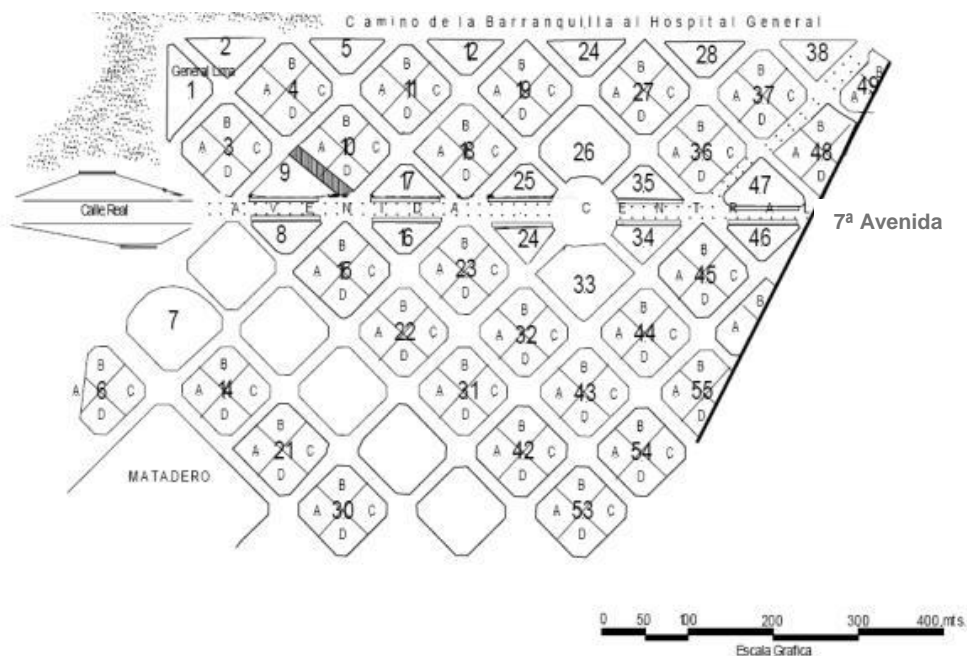 Camino de la Barranquilla al Hospital General
2 5 12 24 28 38
General Lima
1
B 4 A C D
B 11 A C D
B 19 A C D
B 27 A C D
B 37 A C D
B 49 A
B 3 A C D
B 10 A C D
B 18 A C D
26
B 36 A C D
B 48 A C D
9 17 25 35 47
Calle Real
AVENIDA CENTRAL
7ª Avenida
8 16 24 34 46
B 15 A C D
B 23 A C D
33
B 45 A C D
7
B 22 A C D
B 32 A C D
B 44 A C D
B A
B 6 A C D
B 14 A C D
B 31 A C D
B 43 A C D
B 55 A D
B 21 A C D
B 42 A C D
B 54 A C D
MATADERO
B 30 A C D
B 53 A C D
0 50 100 200 300 400 mts.
Escala Grafica